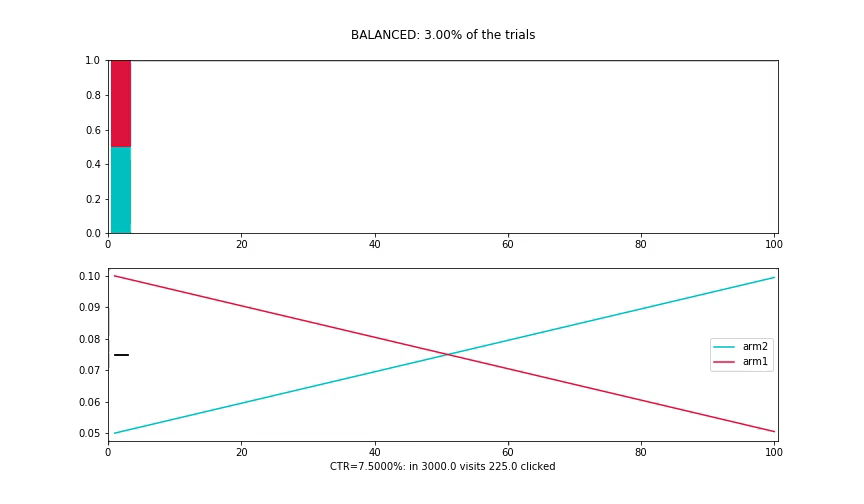 BALANCED: 3.00% of the trials
1.0
0.8
0.6
0.4
0.2
0.0
0 20 40 60 80 100
0.10
0.09
0.08
0.07
0.06
0.05
arm2
arm1
0 20 40 60 80 100
CTR=7.5000%: in 3000.0 visits 225.0 clicked